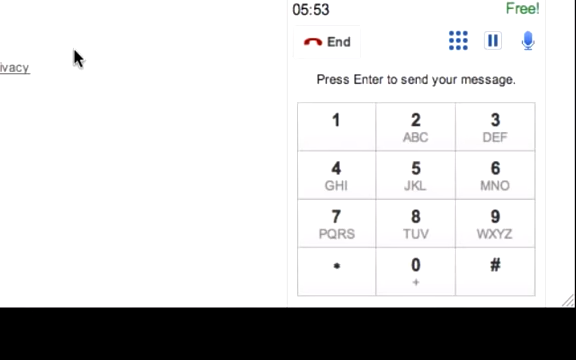 05:53 Free!
End
ivacy
Press Enter to send your message.
1 2 3
ABC DEF
4 5 6
GHI JKL MNO
7 8 9
PQRS TUV WXYZ
* 0 #
+